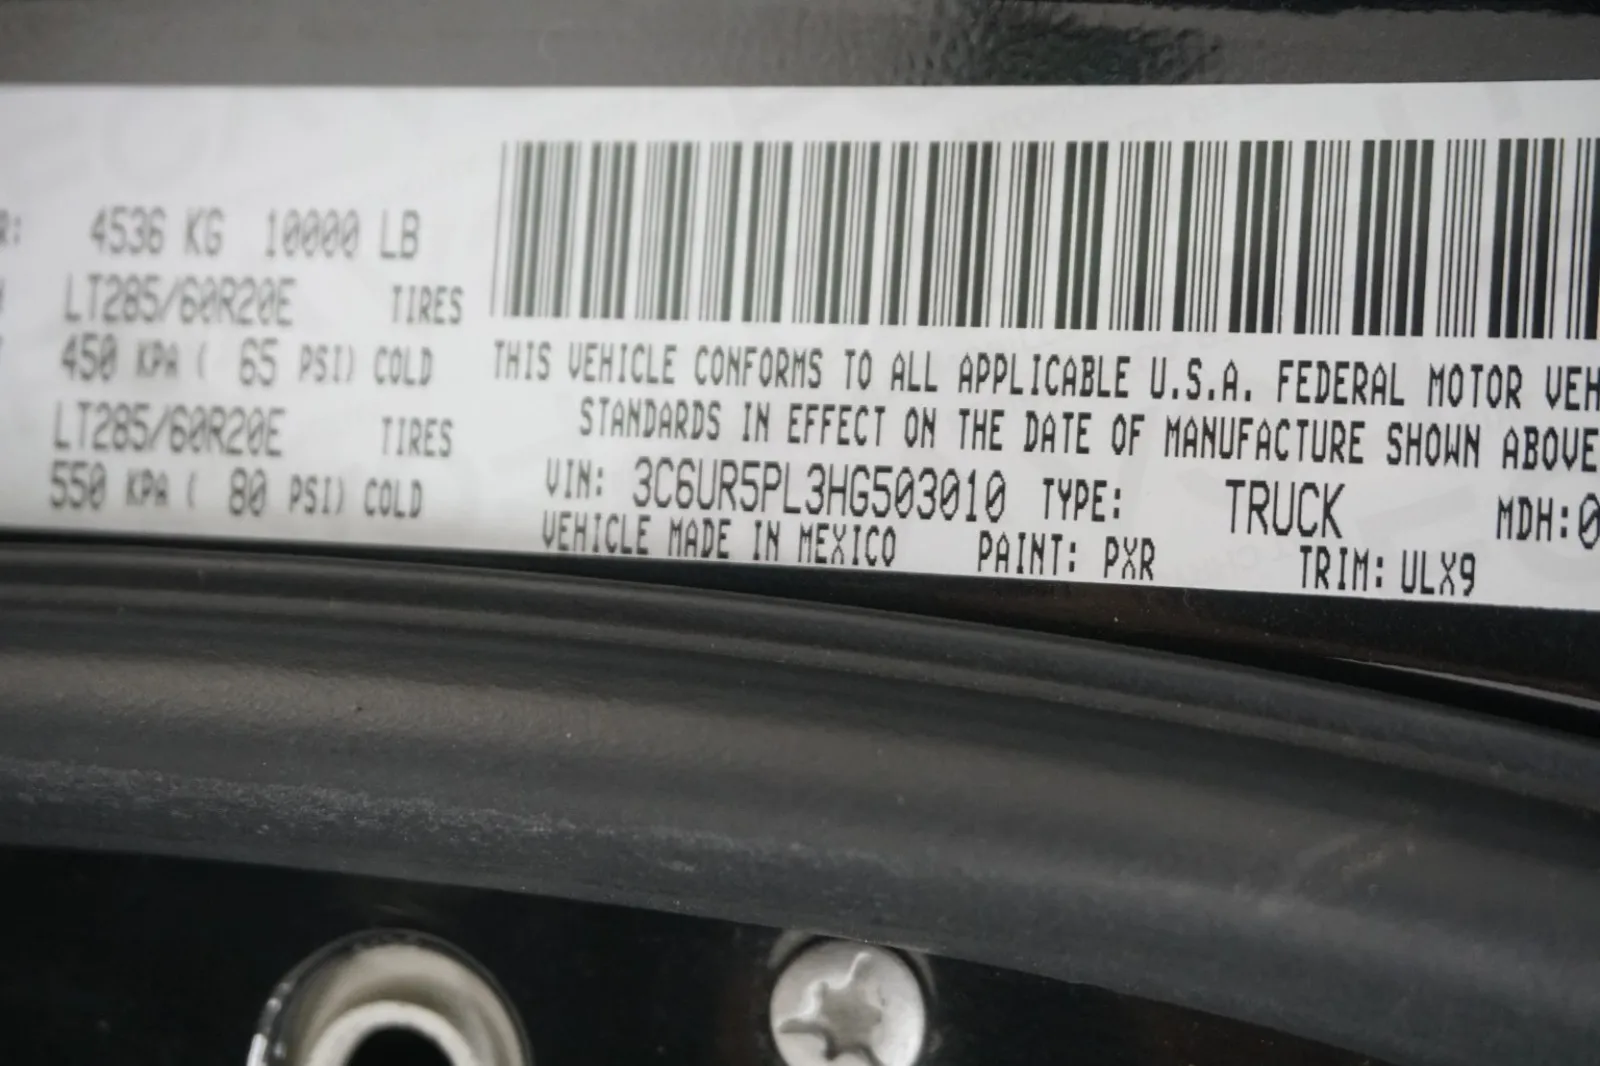 R: 4536 KG 10000 LB
LT285/60R20E TIRES
450 KPA ( 65 PSI) COLD
LT285/60R20E TIRES
550 KPA ( 80 PSI) COLD
THIS VEHICLE CONFORMS TO ALL APPLICABLE U.S.A. FEDERAL MOTOR VEH
STANDARDS IN EFFECT ON THE DATE OF MANUFACTURE SHOWN ABOVE
VIN: 3C6UR5PL3HG503010 TYPE: TRUCK MDH:0
VEHICLE MADE IN MEXICO PAINT: PXR TRIM: ULX9